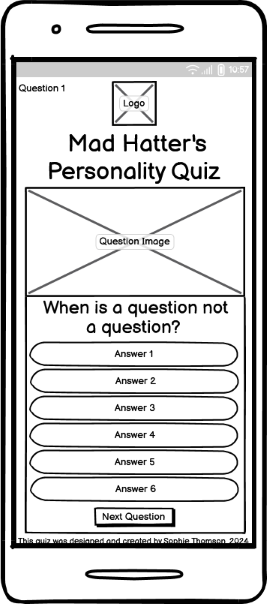 10:57
Question 1
Logo
Mad Hatter's
Personality Quiz
Question Image
When is a question not
a question?
Answer 1
Answer 2
Answer 3
Answer 4
Answer 5
Answer 6
Next Question
This quiz was designed and created by Sophie Thomson, 2024